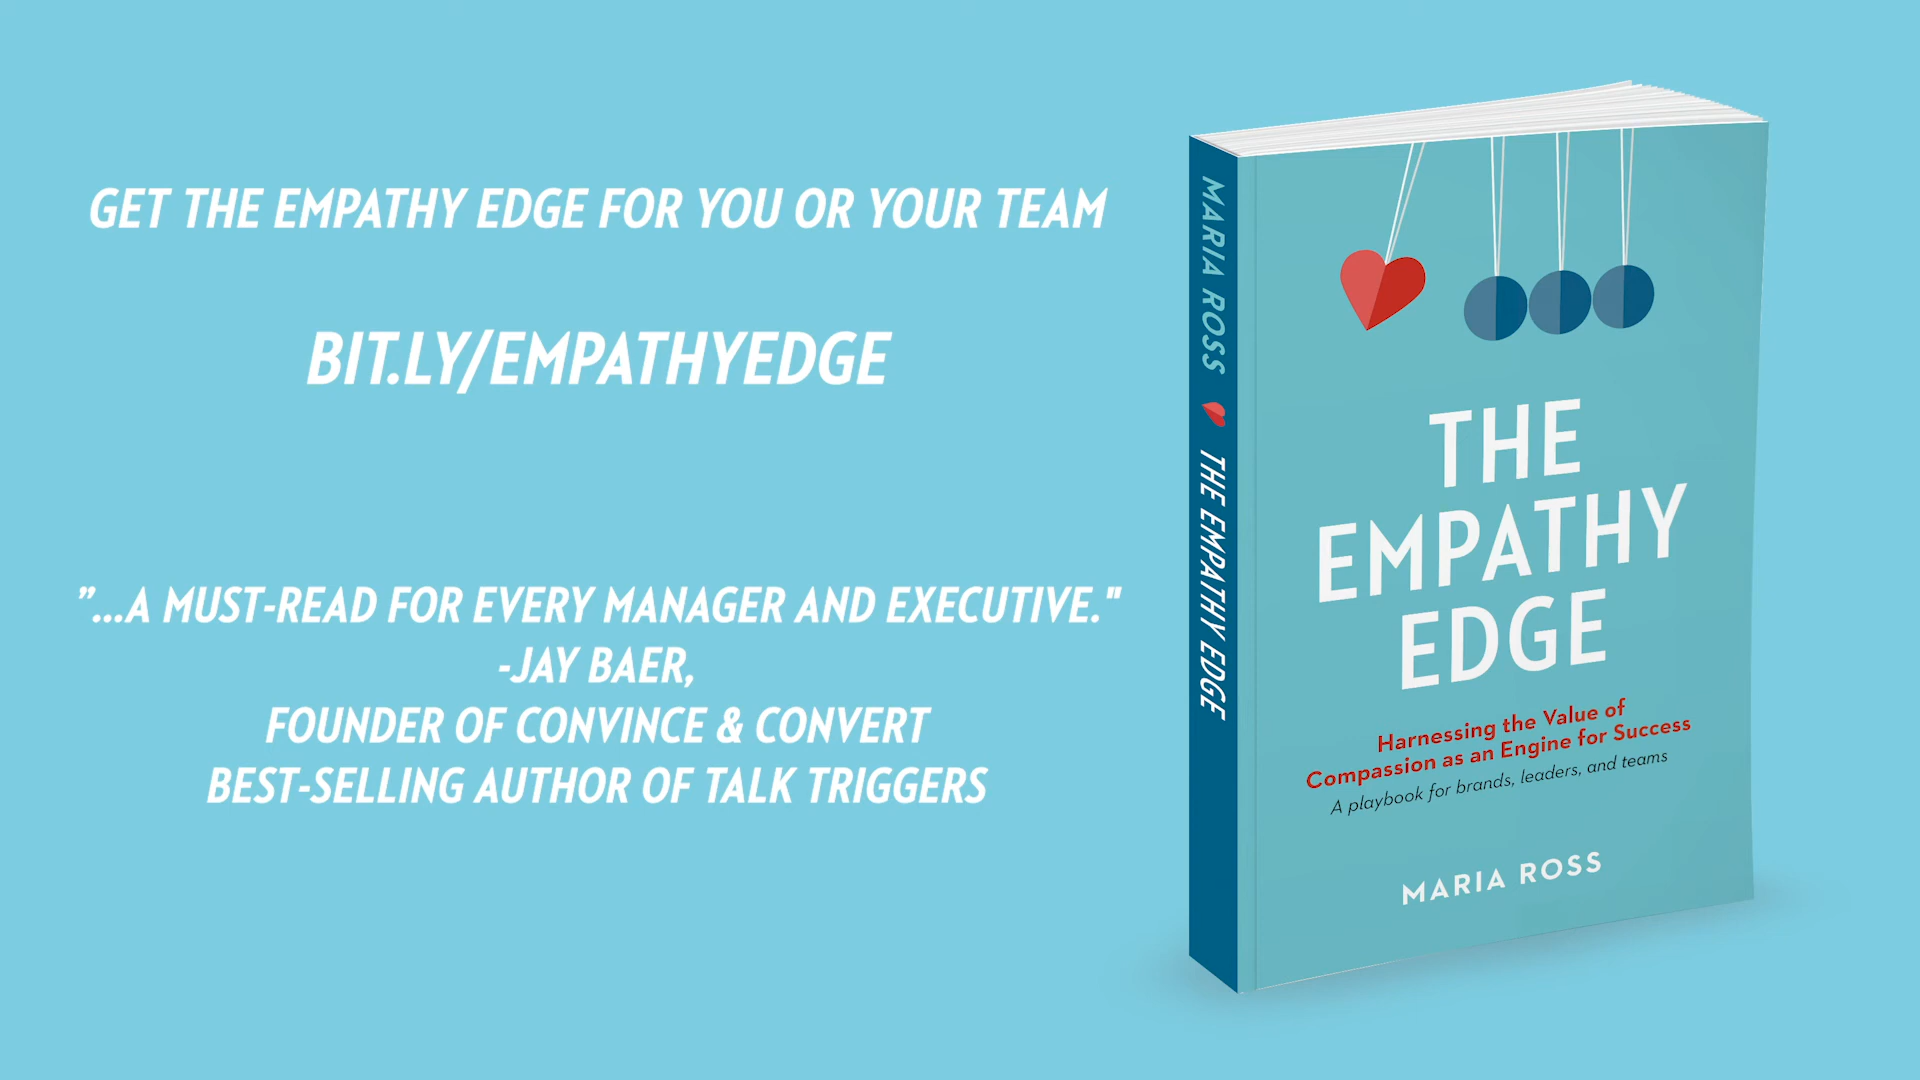 GET THE EMPATHY EDGE FOR YOU OR YOUR TEAM
BIT.LY/EMPATHYEDGE
”...A MUST-READ FOR EVERY MANAGER AND EXECUTIVE."
-JAY BAER,
FOUNDER OF CONVINCE & CONVERT
BEST-SELLING AUTHOR OF TALK TRIGGERS
MARIA ROSS THE EMPATHY EDGE
THE
EMPATHY
EDGE
Harnessing the Value of
Compassion as an Engine for Success
A playbook for brands, leaders, and teams
MARIA ROSS